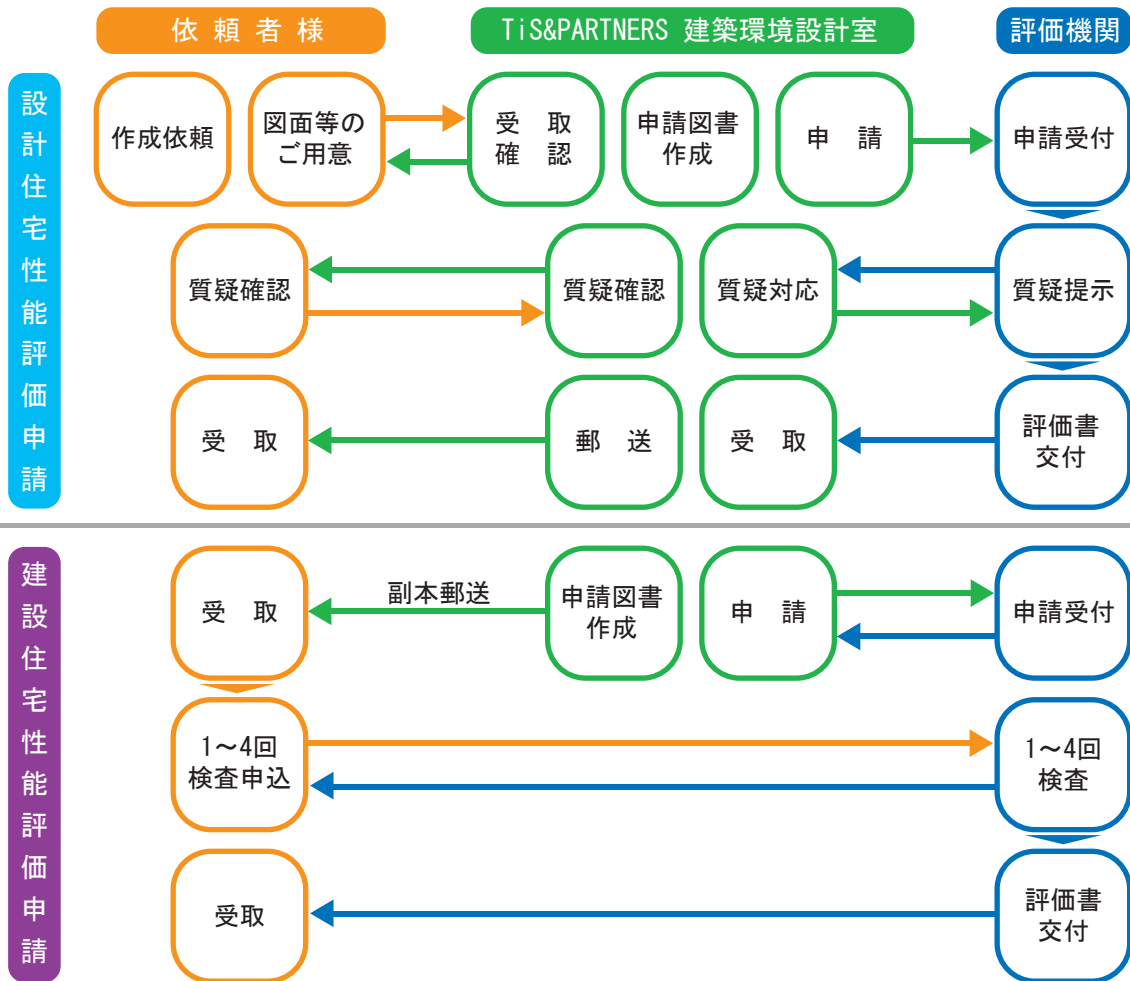 依頼者様
TiS&PARTNERS 建築環境設計室
評価機関
設計住宅性能評価申請
作成依頼
図面等の
ご用意
受 取
確 認
申請図書
作成
申 請
申請受付
質疑確認
質疑確認
質疑対応
質疑提示
受 取
郵 送
受 取
評価書
交付
建設住宅性能評価申請
受 取
副本郵送
申請図書
作成
申 請
申請受付
1～4回
検査申込
1～4回
検査
受取
評価書
交付